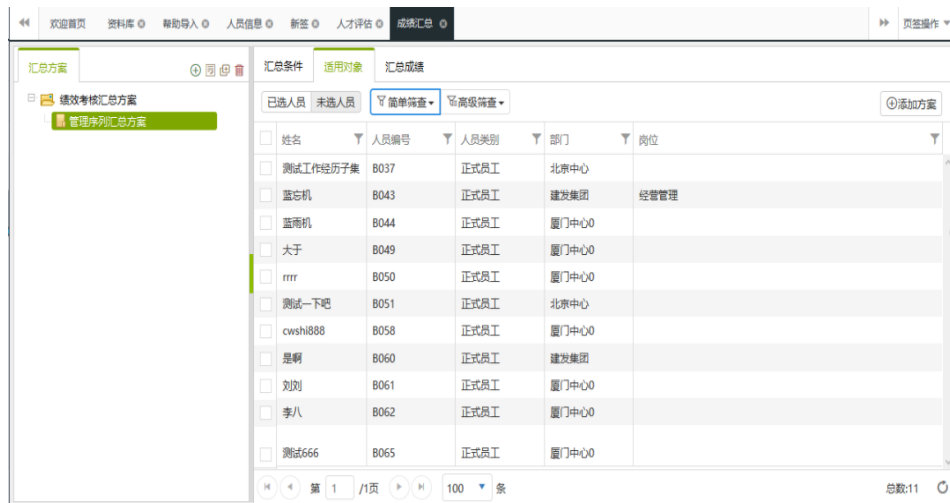 欢迎首页 资料库 帮助导入 人员信息 新签 人才评估 成绩汇总 页签操作
汇总方案
绩效考核汇总方案
管理序列汇总方案
汇总条件 适用对象 汇总成绩
已选人员 未选人员 简单筛查 高级筛查 添加方案
姓名 人员编号 人员类别 部门 岗位
测试工作经历子集 B037 正式员工 北京中心
蓝忘机 B043 正式员工 建发集团 经营管理
蓝雨机 B044 正式员工 厦门中心0
大于 B049 正式员工 厦门中心0
rrrr B050 正式员工 厦门中心0
测试一下吧 B051 正式员工 北京中心
cwshi888 B058 正式员工 厦门中心0
是啊 B060 正式员工 建发集团
刘刘 B061 正式员工 厦门中心0
李八 B062 正式员工 厦门中心0
测试666 B065 正式员工 厦门中心0
第 1 /1页 100 条 总数:11